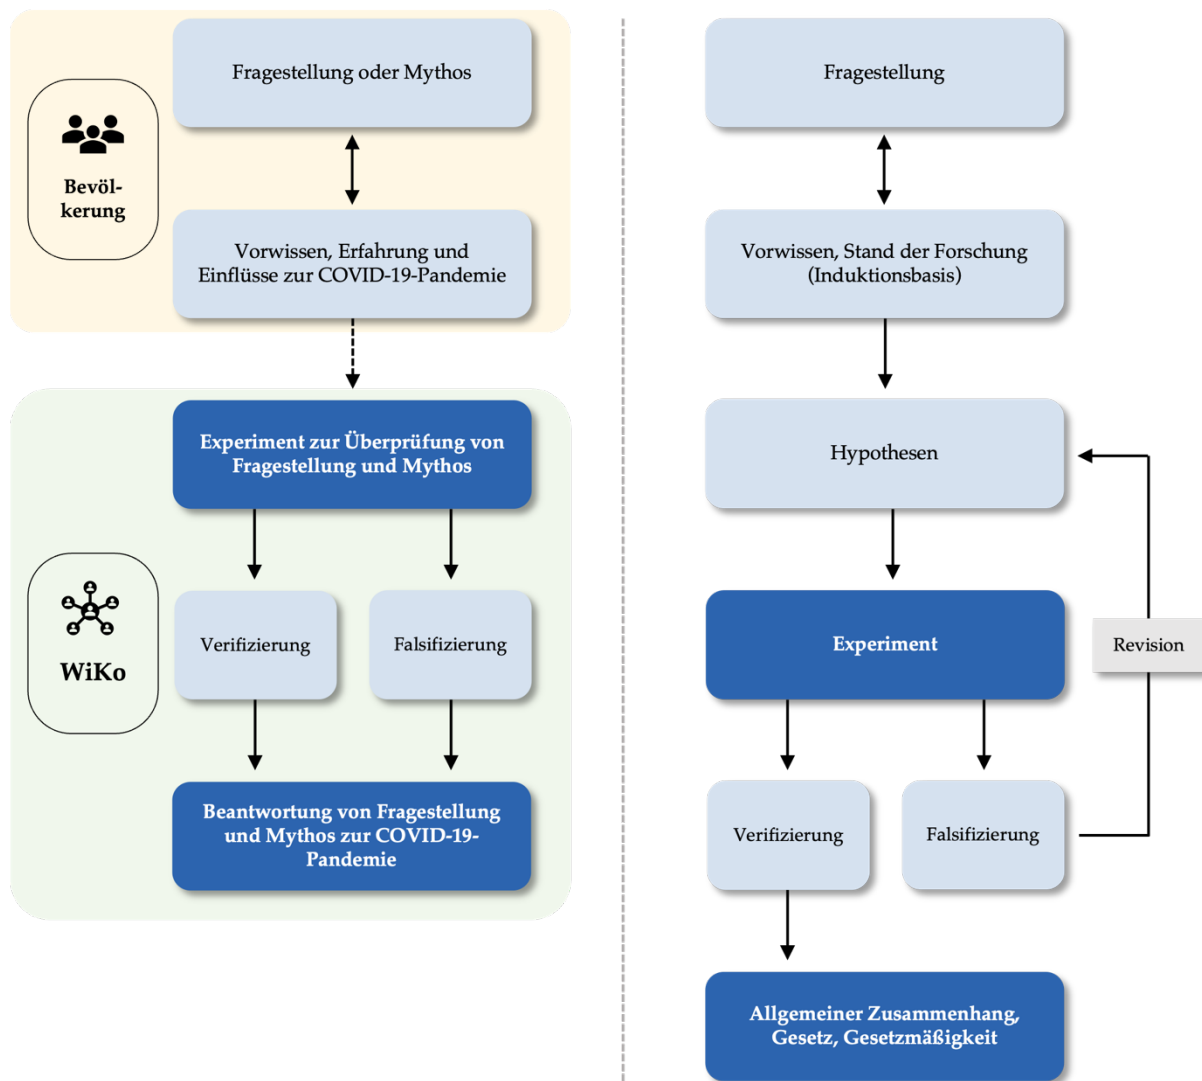 Fragestellung oder Mythos
Bevöl-
kerung
Vorwissen, Erfahrung und
Einflüsse zur COVID-19-Pandemie
Experiment zur Überprüfung von
Fragestellung und Mythos
WiKo
Verifizierung
Falsifizierung
Beantwortung von Fragestellung
und Mythos zur COVID-19-
Pandemie
Fragestellung
Vorwissen, Stand der Forschung
(Induktionsbasis)
Hypothesen
Experiment
Revision
Verifizierung
Falsifizierung
Allgemeiner Zusammenhang,
Gesetz, Gesetzmäßigkeit